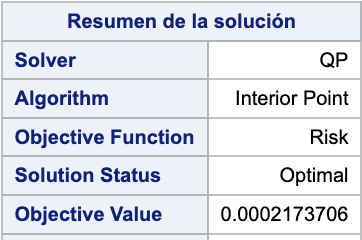 Resumen de la solución
Solver QP
Algorithm Interior Point
Objective Function Risk
Solution Status Optimal
Objective Value 0.0002173706